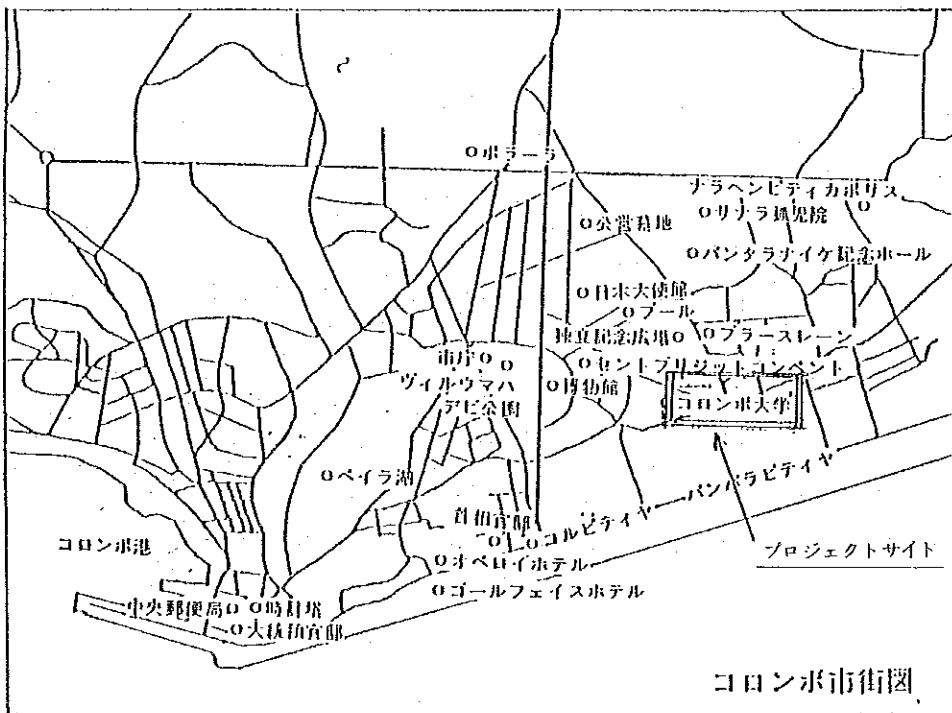 ボラーラ
ナラヘンピティカポリス
サナラ孤児院
公営墓地
バンダラナイケ記念ホール
日本大使館
プール
独立記念広場
ブラースレーン
市庁
セントブリジットコンベント
ヴィルウマハ
デビ公園
博物館
コロンボ大学
ベイラ湖
バンバラピティヤ
首相官邸
コルピティヤ
コロンボ港
プロジェクトサイト
オベロイホテル
ゴールフェイスホテル
中央郵便局
時計塔
大統領官邸
コロンボ市街図